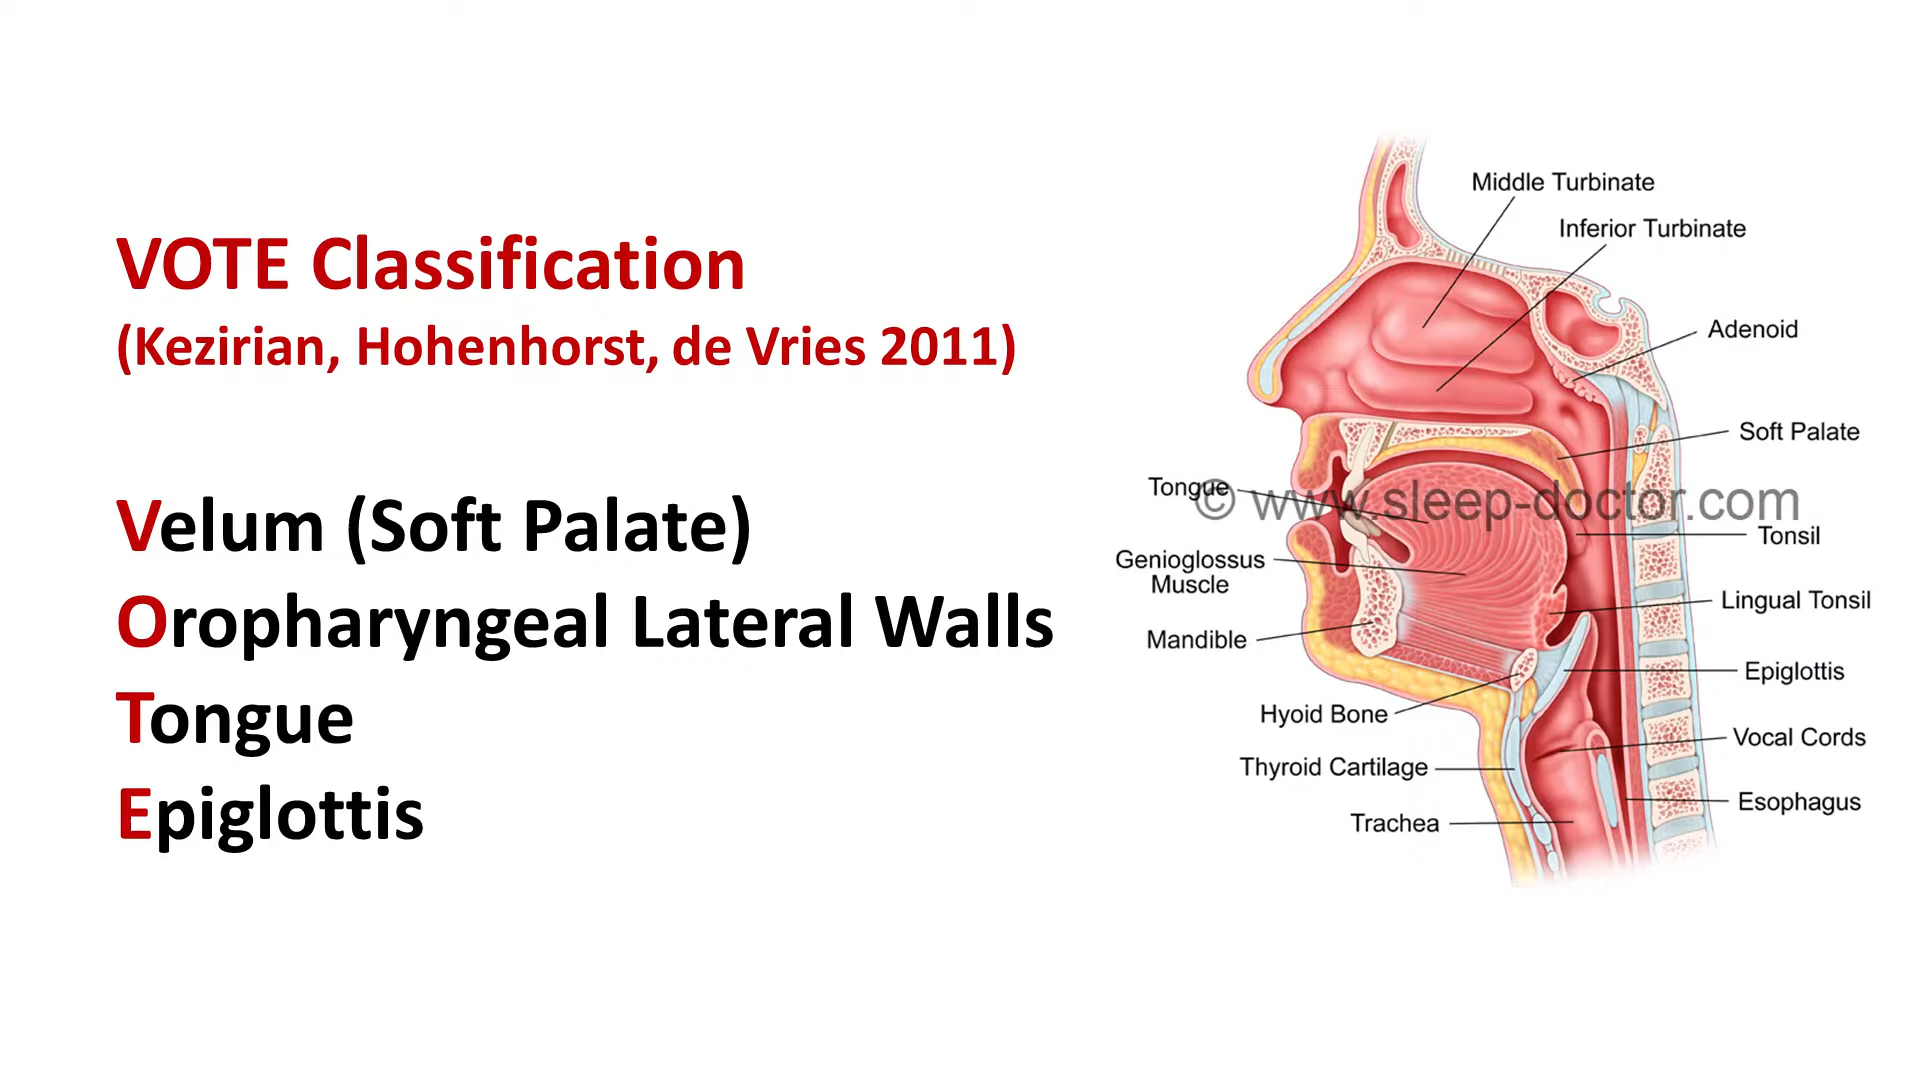 VOTE Classification
(Kezirian, Hohenhorst, de Vries 2011)
Velum (Soft Palate)
Oropharyngeal Lateral Walls
Tongue
Epiglottis
Middle Turbinate
Inferior Turbinate
Adenoid
Soft Palate
Tongue
© www.sleep-doctor.com
Tonsil
Genioglossus
Muscle
Lingual Tonsil
Mandible
Epiglottis
Hyoid Bone
Vocal Cords
Thyroid Cartilage
Esophagus
Trachea